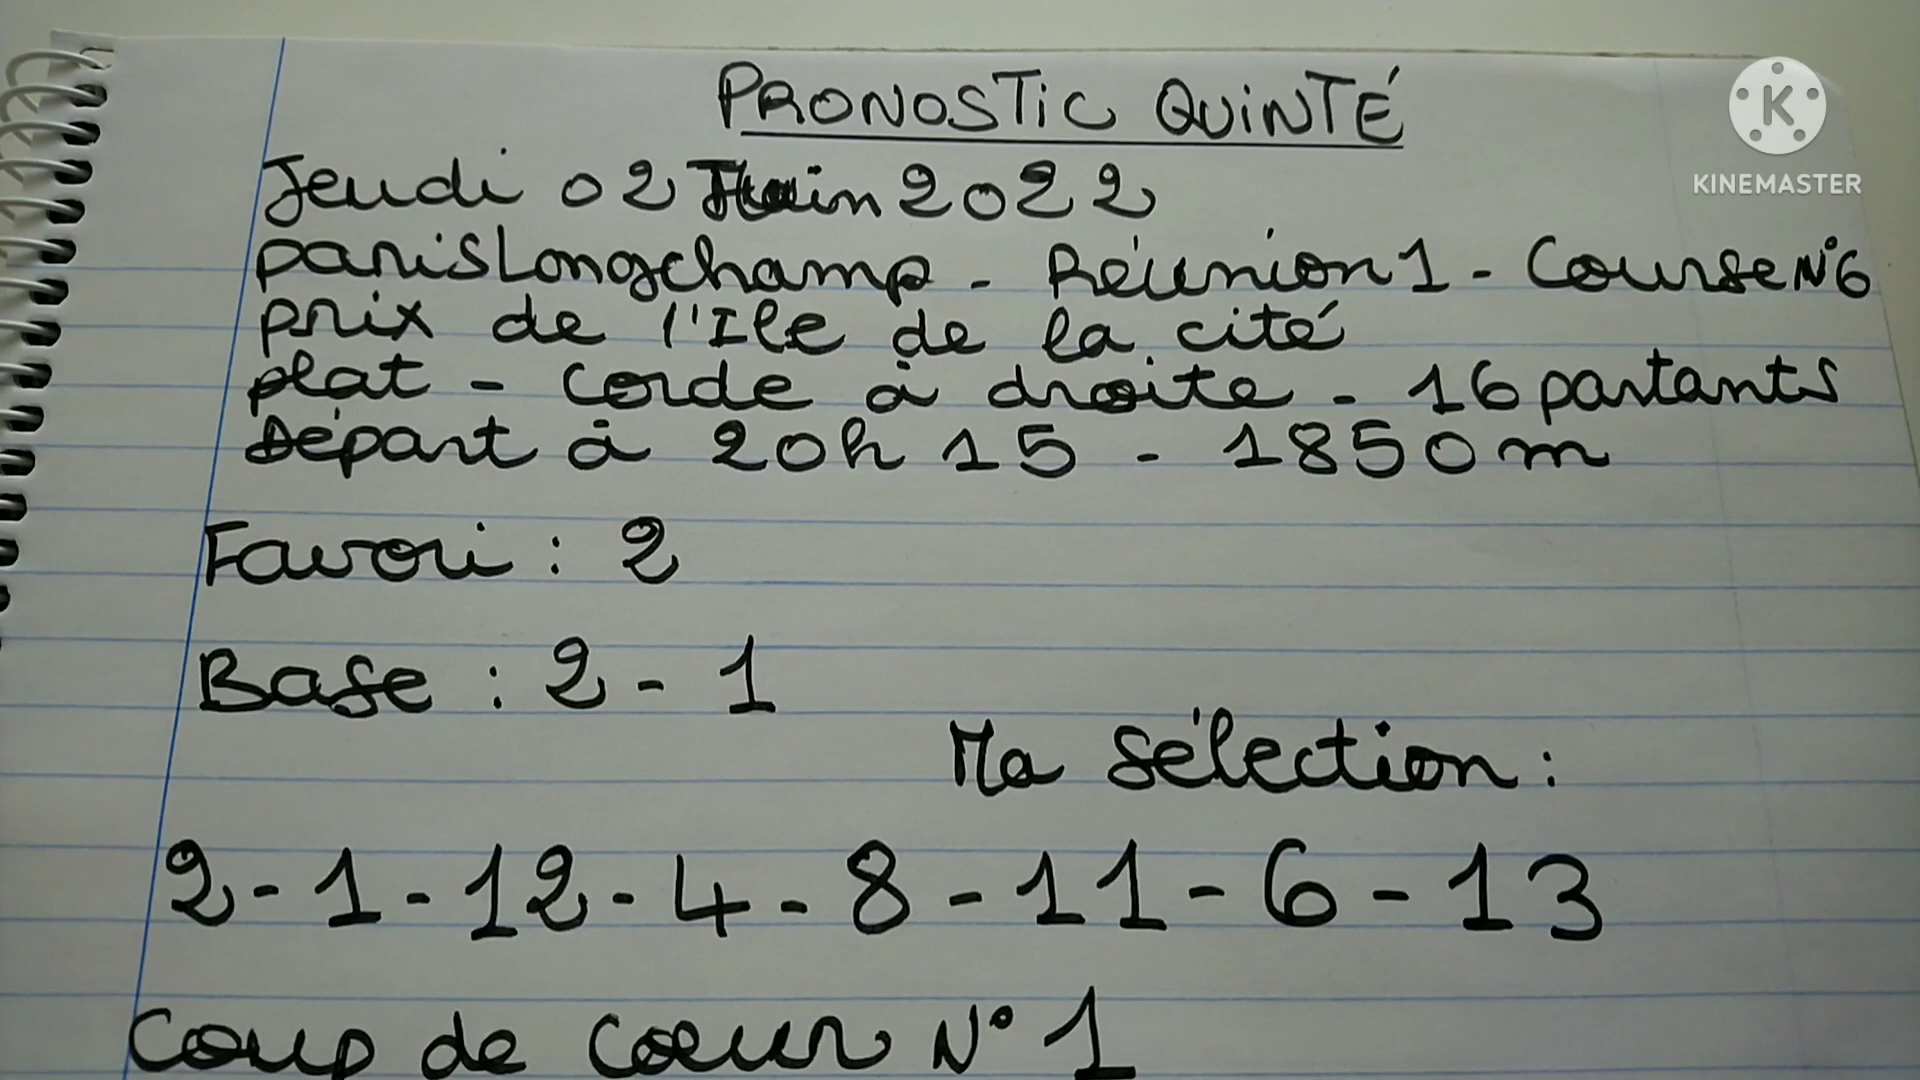 PRONOSTIC QUINTÉ
K
KINEMASTER
Jeudi 02 Juin 2022
parisLongchamp - Réunion 1 - Course N°6
prix de l'Ile de la cité
plat - corde à droite - 16 partants
Départ à 20h15 - 1850m
Favori : 2
Base : 2 - 1
Ma sélection :
2 - 1 - 12 - 4 - 8 - 11 - 6 - 13
Coup de cœur N° 1